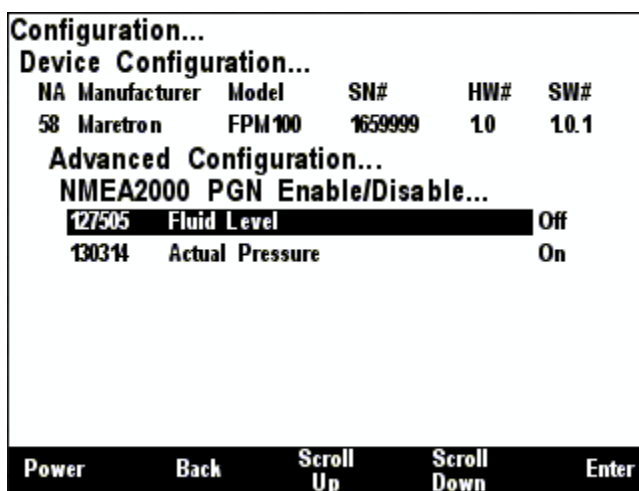 Configuration...
Device Configuration...
NA Manufacturer Model SN# HW# SW#
58 Maretron FPM100 1659999 1.0 1.0.1
Advanced Configuration...
NMEA2000 PGN Enable/Disable...
127505 Fluid Level Off
130314 Actual Pressure On
Power Back Scroll Up Scroll Down Enter